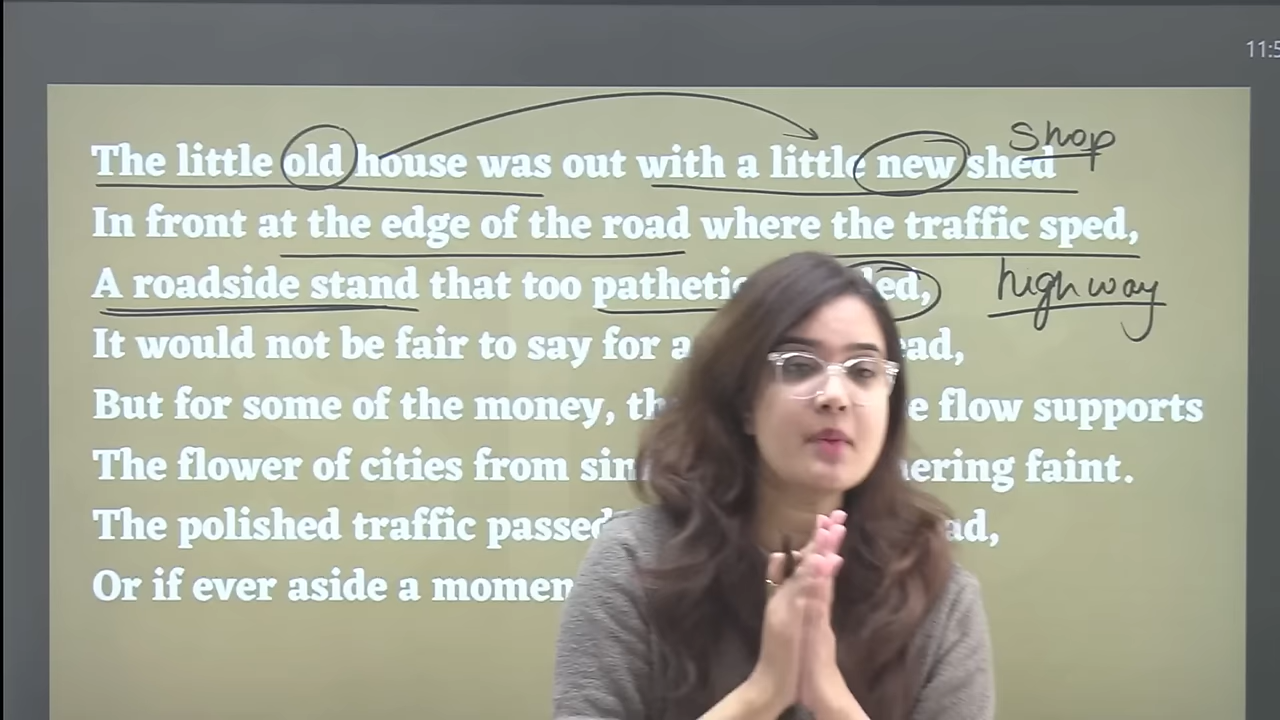 11:5
shop
The little old house was out with a little new shed
In front at the edge of the road where the traffic sped,
A roadside stand that too pathetic ed,
highway
It would not be fair to say for a ead,
But for some of the money, th e flow supports
The flower of cities from sin ering faint.
The polished traffic passed ad,
Or if ever aside a momen